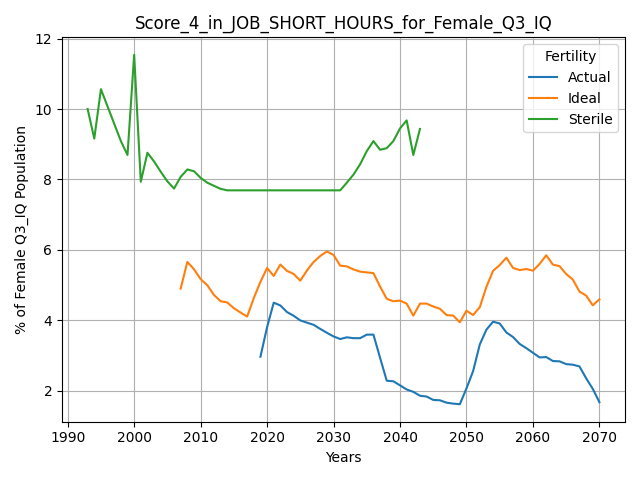 Score_4_in_JOB_SHORT_HOURS_for_Female_Q3_IQ
% of Female Q3_IQ Population
12
10
8
6
4
2
Fertility
Actual
Ideal
Sterile
1990 2000 2010 2020 2030 2040 2050 2060 2070
Years